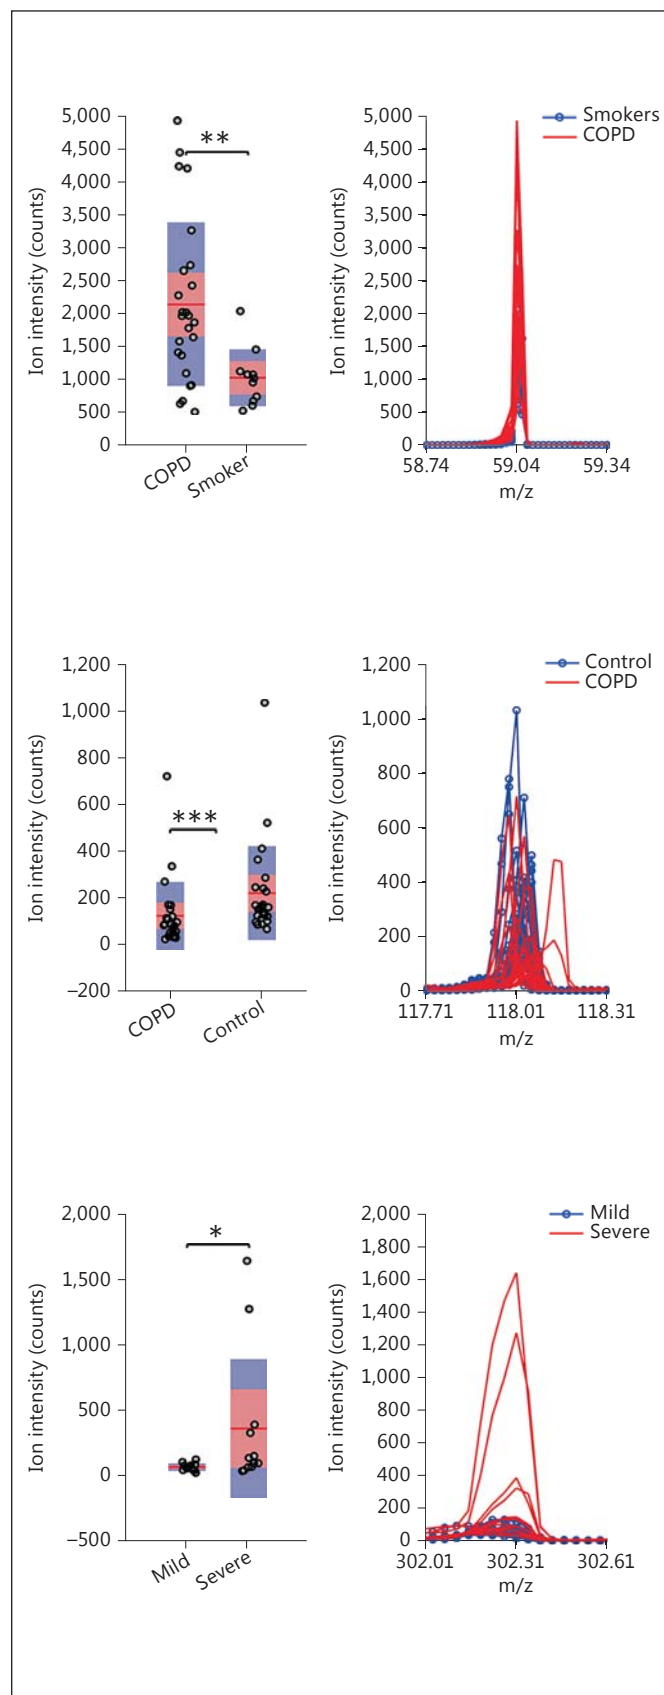 5,000
4,500
4,000
3,500
3,000
2,500
2,000
1,500
1,000
500
0
Ion intensity (counts)
**
COPD
Smoker
Smokers
COPD
5,000
4,500
4,000
3,500
3,000
2,500
2,000
1,500
1,000
500
0
Ion intensity (counts)
58.74 59.04 59.34
m/z
1,200
1,000
800
600
400
200
0
–200
Ion intensity (counts)
***
COPD
Control
Control
COPD
1,200
1,000
800
600
400
200
0
Ion intensity (counts)
117.71 118.01 118.31
m/z
2,000
1,500
1,000
500
0
–500
Ion intensity (counts)
*
Mild
Severe
Mild
Severe
2,000
1,800
1,600
1,400
1,200
1,000
800
600
400
200
0
Ion intensity (counts)
302.01 302.31 302.61
m/z